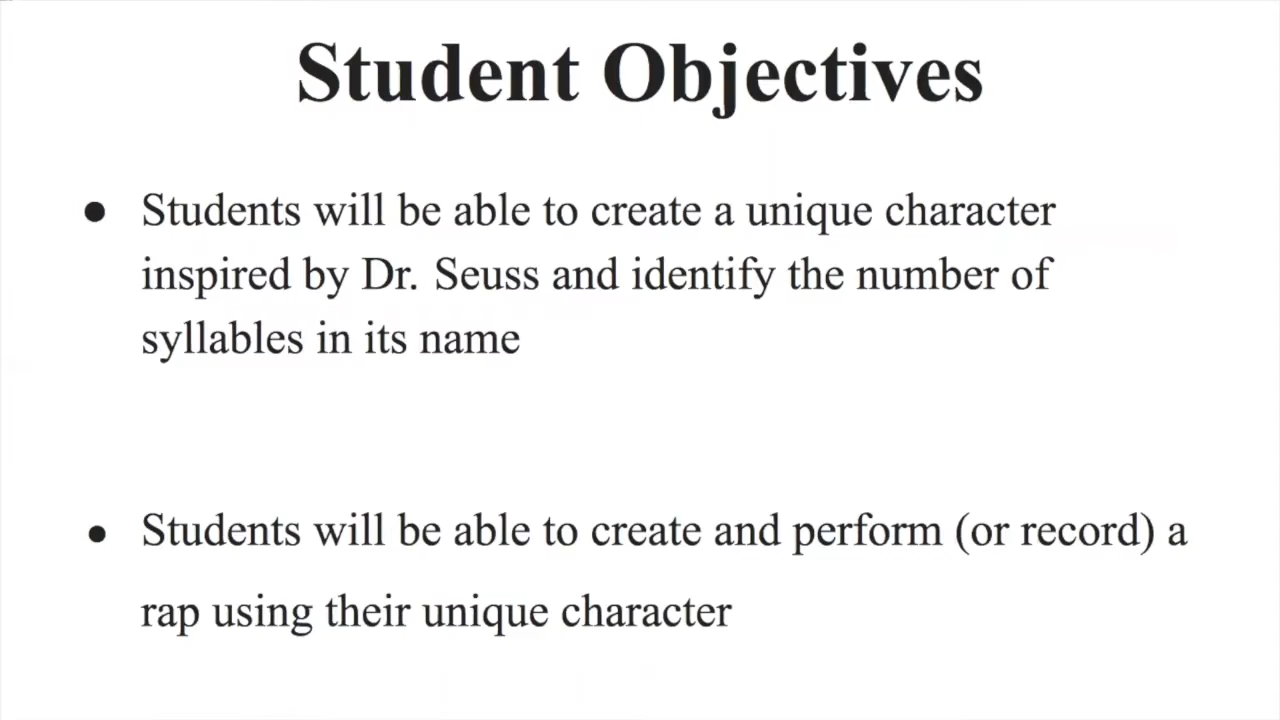 Student Objectives
● Students will be able to create a unique character
inspired by Dr. Seuss and identify the number of
syllables in its name
● Students will be able to create and perform (or record) a
rap using their unique character